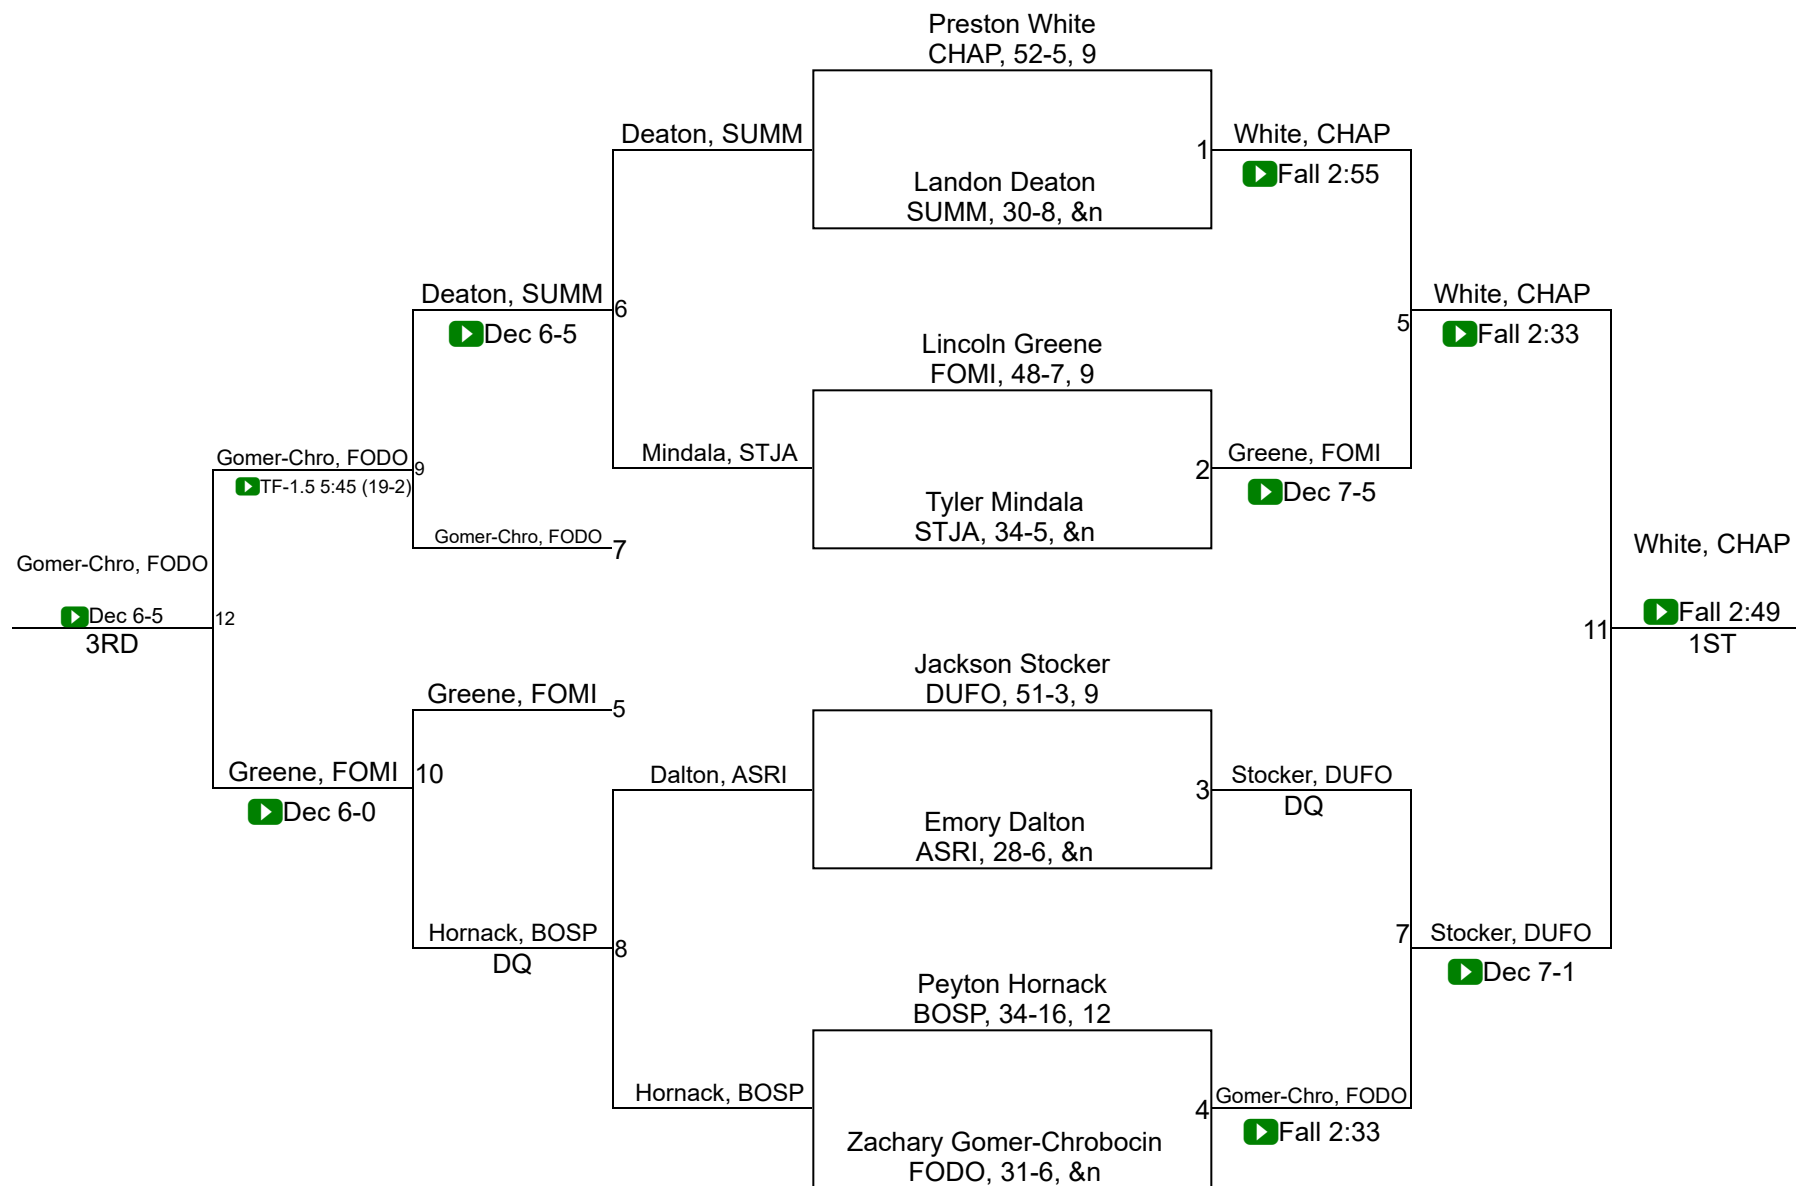 Preston White
CHAP, 52-5, 9
Deaton, SUMM
1
White, CHAP
Fall 2:55
Landon Deaton
SUMM, 30-8, &n
Deaton, SUMM
6
Dec 6-5
White, CHAP
5
Fall 2:33
Lincoln Greene
FOMI, 48-7, 9
Gomer-Chro, FODO
9
TF-1.5 5:45 (19-2)
Mindala, STJA
2
Greene, FOMI
Dec 7-5
Tyler Mindala
STJA, 34-5, &n
Gomer-Chro, FODO
7
Gomer-Chro, FODO
12
Dec 6-5
3RD
White, CHAP
11
Fall 2:49
1ST
Jackson Stocker
DUFO, 51-3, 9
Greene, FOMI
5
Greene, FOMI
10
Dec 6-0
Dalton, ASRI
3
Stocker, DUFO
DQ
Emory Dalton
ASRI, 28-6, &n
Hornack, BOSP
8
DQ
7
Stocker, DUFO
Dec 7-1
Peyton Hornack
BOSP, 34-16, 12
Hornack, BOSP
4
Gomer-Chro, FODO
Fall 2:33
Zachary Gomer-Chrobocin
FODO, 31-6, &n